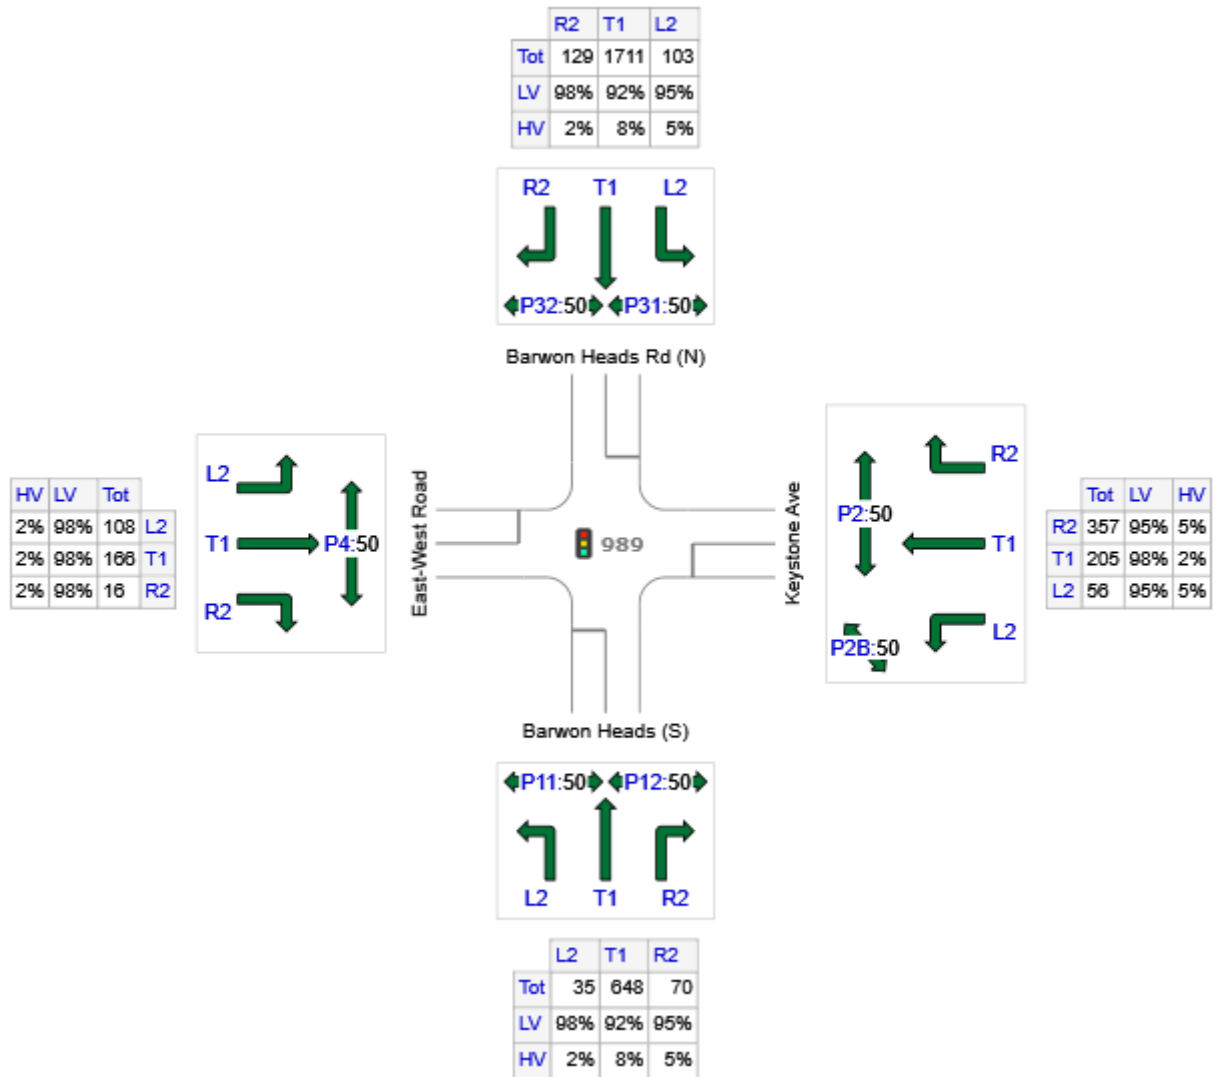 R2 T1 L2
Tot 129 1711 103
LV 98% 92% 95%
HV 2% 8% 5%
R2 T1 L2
P32:50 P31:50
Barwon Heads Rd (N)
HV LV Tot
2% 98% 108 L2
2% 98% 166 T1
2% 98% 16 R2
L2
T1 P4:50
R2
East-West Road
989
Keystone Ave
R2
P2:50
T1
L2
P2B:50
Tot LV HV
R2 357 95% 5%
T1 205 98% 2%
L2 56 95% 5%
Barwon Heads (S)
P11:50 P12:50
L2 T1 R2
L2 T1 R2
Tot 35 648 70
LV 98% 92% 95%
HV 2% 8% 5%